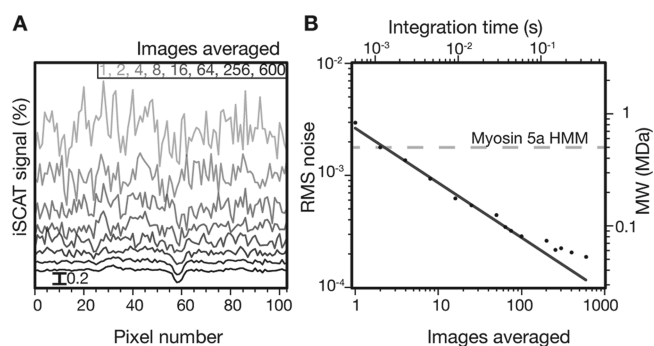 A
Images averaged
1, 2, 4, 8, 16, 64, 256, 600
iSCAT signal (%)
0.2
0 20 40 60 80 100
Pixel number
B
Integration time (s)
10-3 10-2 10-1
10-2
10-3
10-4
RMS noise
Myosin 5a HMM
1
0.1
MW (MDa)
1 10 100 1000
Images averaged